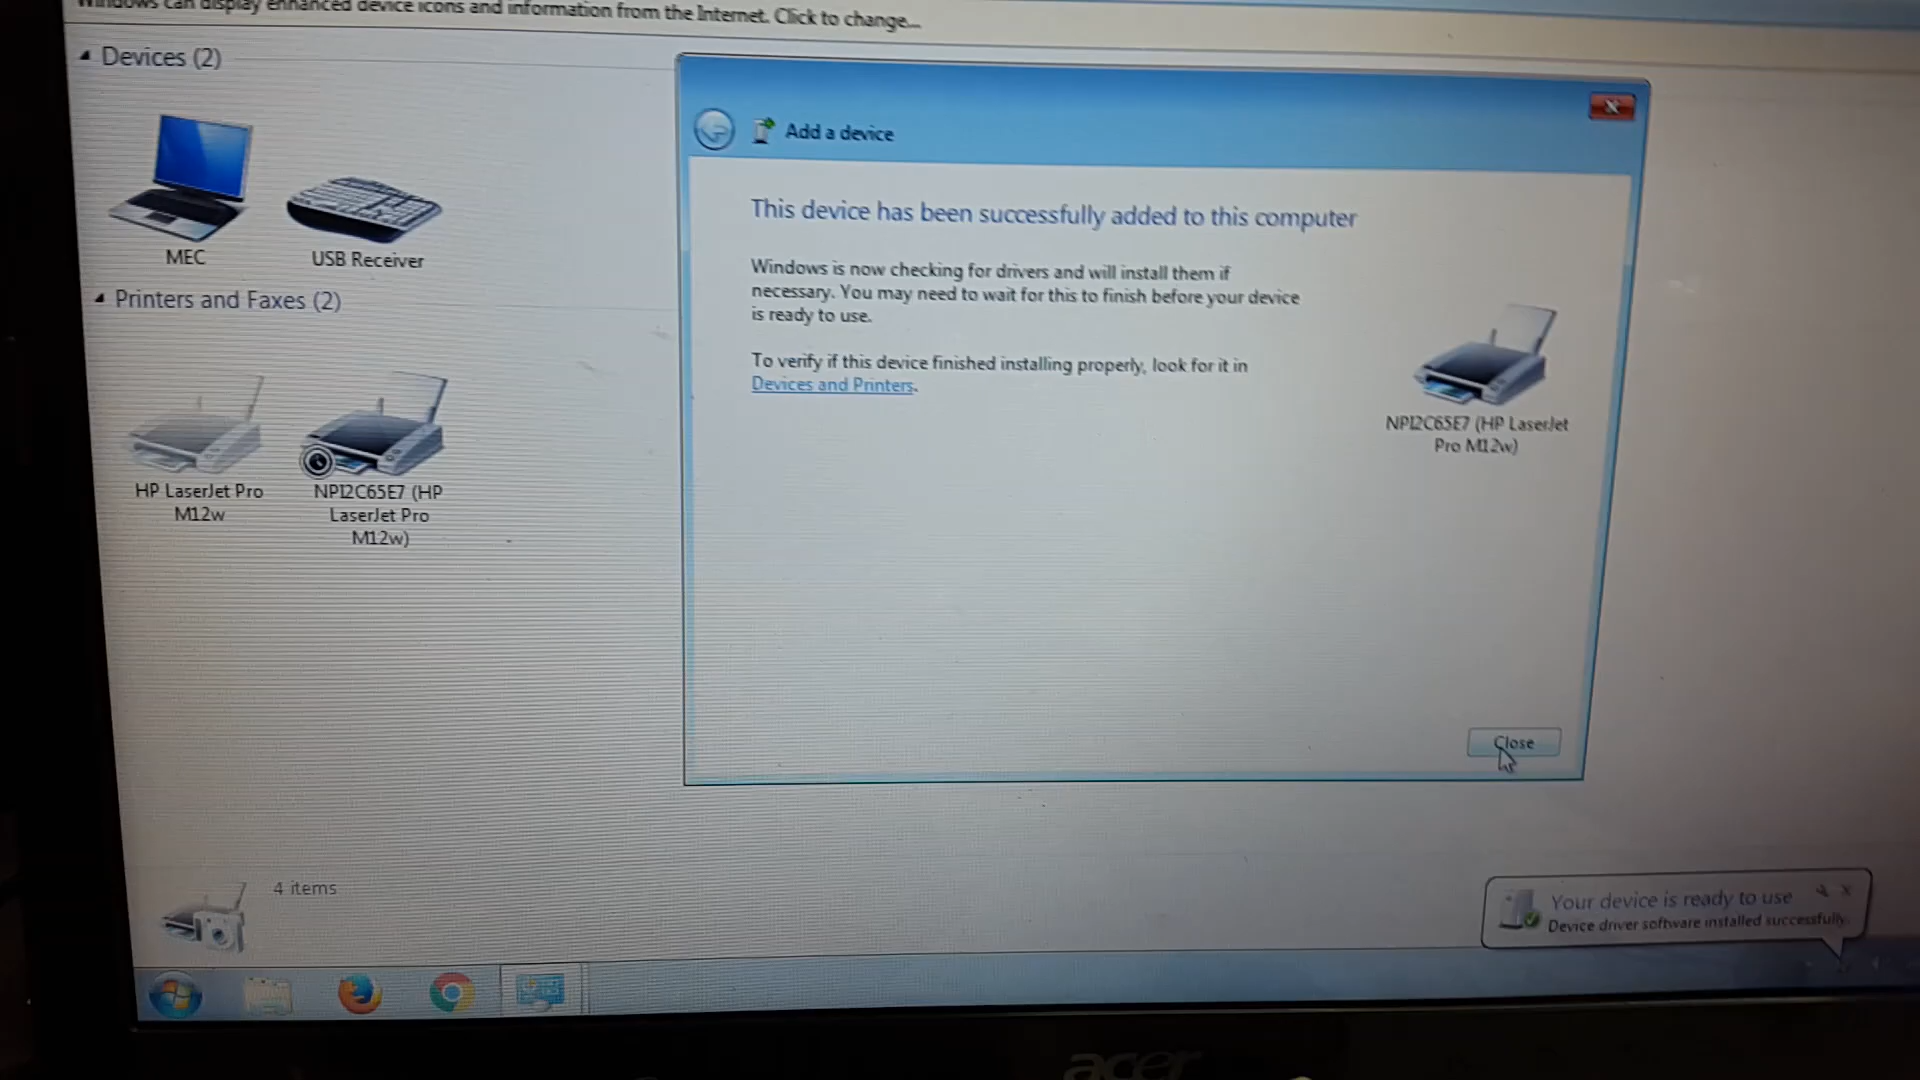 Windows can display enhanced device icons and information from the Internet. Click to change...
Devices (2)
MEC
USB Receiver
Printers and Faxes (2)
HP LaserJet Pro
M12w
NPI2C65E7 (HP
LaserJet Pro
M12w)
4 items
Add a device
This device has been successfully added to this computer
Windows is now checking for drivers and will install them if
necessary. You may need to wait for this to finish before your device
is ready to use.
To verify if this device finished installing properly, look for it in
Devices and Printers.
NPI2C65E7 (HP LaserJet
Pro M12w)
Close
Your device is ready to use
Device driver software installed successfully.
acer